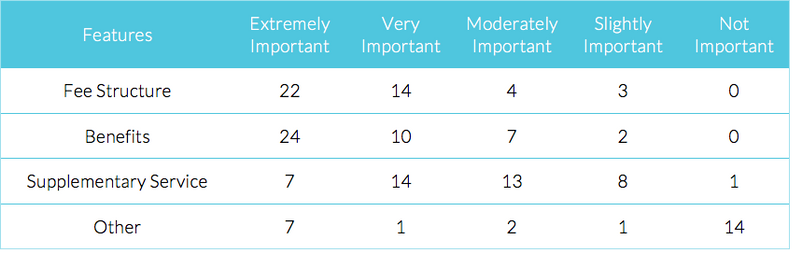 Features Extremely Important Very Important Moderately Important Slightly Important Not Important
Fee Structure 22 14 4 3 0
Benefits 24 10 7 2 0
Supplementary Service 7 14 13 8 1
Other 7 1 2 1 14